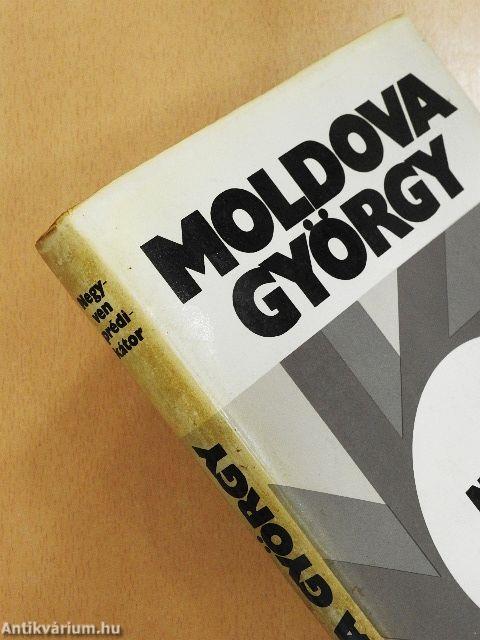 MOLDOVA
GYÖRGY
Negy-
ven
prédi-
kátor
A GYÖRGY
Antikvárium.hu